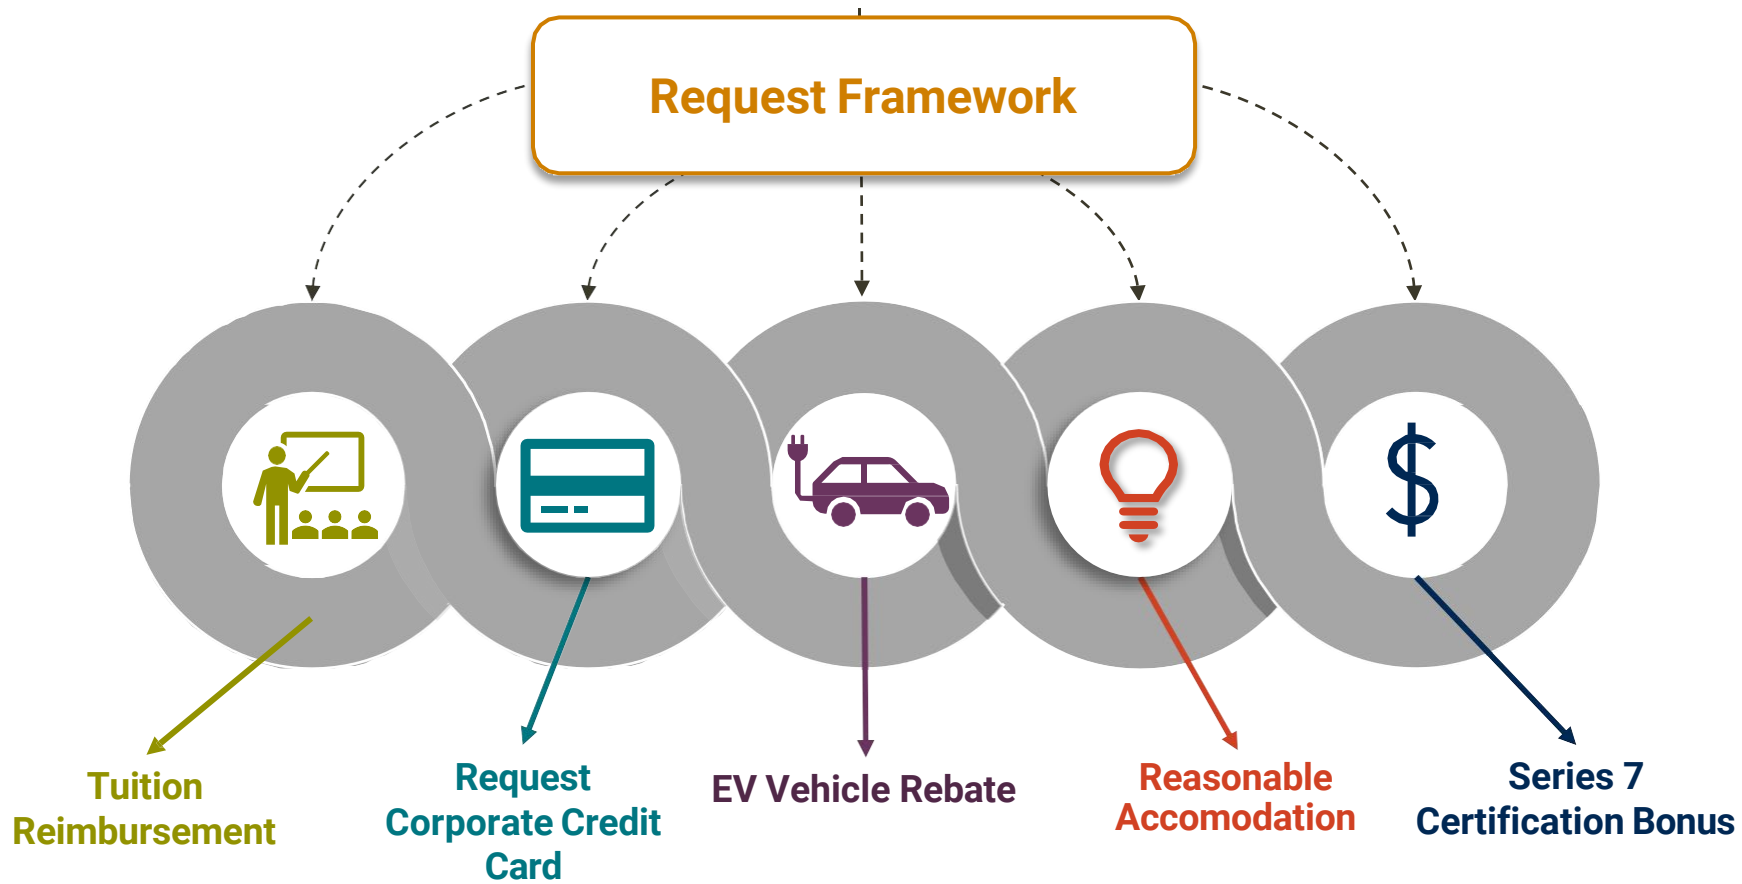 Request Framework
Tuition
Reimbursement
Request
Corporate Credit
Card
EV Vehicle Rebate
Reasonable
Accomodation
Series 7
Certification Bonus